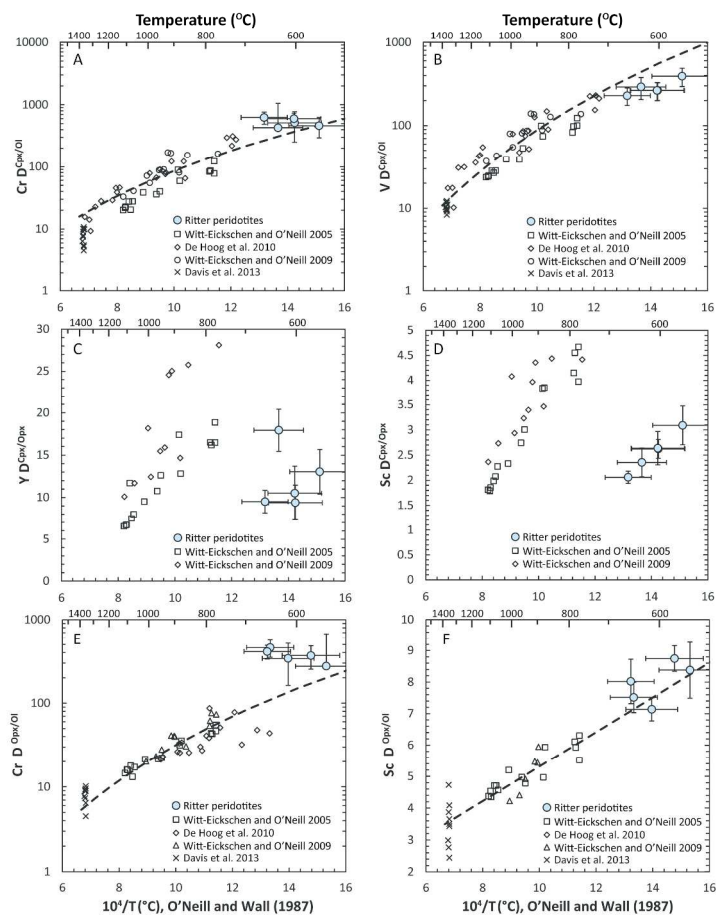 Temperature (⁰C)
Temperature (⁰C)
1400 1200 1000 800 600
1400 1200 1000 800 600
A
B
Cr D^Cpx/Ol
V D^Cpx/Ol
10000
1000
100
10
1
1000
100
10
1
Ritter peridotites
Witt-Eickschen and O'Neill 2005
De Hoog et al. 2010
Witt-Eickschen and O'Neill 2009
Davis et al. 2013
Ritter peridotites
Witt-Eickschen and O'Neill 2005
De Hoog et al. 2010
Witt-Eickschen and O'Neill 2009
Davis et al. 2013
6 8 10 12 14 16
6 8 10 12 14 16
1400 1200 1000 800 600
1400 1200 1000 800 600
C
D
Y D^Cpx/Opx
Sc D^Cpx/Opx
30
25
20
15
10
5
0
5
4.5
4
3.5
3
2.5
2
1.5
1
0.5
0
Ritter peridotites
Witt-Eickschen and O'Neill 2005
Witt-Eickschen and O'Neill 2009
Ritter peridotites
Witt-Eickschen and O'Neill 2005
Witt-Eickschen and O'Neill 2009
6 8 10 12 14 16
6 8 10 12 14 16
1400 1200 1000 800 600
1400 1200 1000 800 600
E
F
Cr D^Opx/Ol
Sc D^Opx/Ol
1000
100
10
1
10
9
8
7
6
5
4
3
2
Ritter peridotites
Witt-Eickschen and O'Neill 2005
De Hoog et al. 2010
Witt-Eickschen and O'Neill 2009
Davis et al. 2013
Ritter peridotites
Witt-Eickschen and O'Neill 2005
De Hoog et al. 2010
Witt-Eickschen and O'Neill 2009
Davis et al. 2013
6 8 10 12 14 16
6 8 10 12 14 16
10⁴/T(°C), O'Neill and Wall (1987)
10⁴/T(°C), O'Neill and Wall (1987)